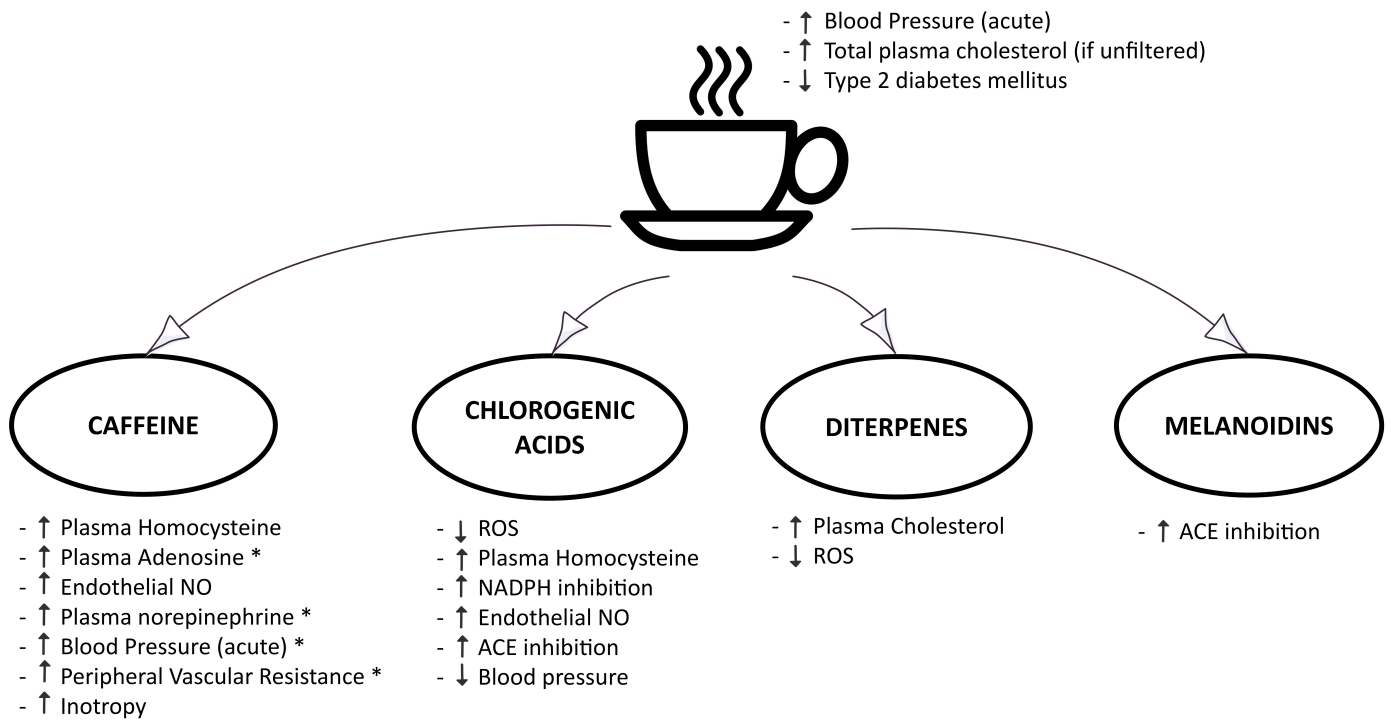 - ↑ Blood Pressure (acute)
- ↑ Total plasma cholesterol (if unfiltered)
- ↓ Type 2 diabetes mellitus
CAFFEINE
- ↑ Plasma Homocysteine
- ↑ Plasma Adenosine *
- ↑ Endothelial NO
- ↑ Plasma norepinephrine *
- ↑ Blood Pressure (acute) *
- ↑ Peripheral Vascular Resistance *
- ↑ Inotropy
CHLOROGENIC
ACIDS
- ↓ ROS
- ↑ Plasma Homocysteine
- ↑ NADPH inhibition
- ↑ Endothelial NO
- ↑ ACE inhibition
- ↓ Blood pressure
DITERPENES
- ↑ Plasma Cholesterol
- ↓ ROS
MELANOIDINS
- ↑ ACE inhibition